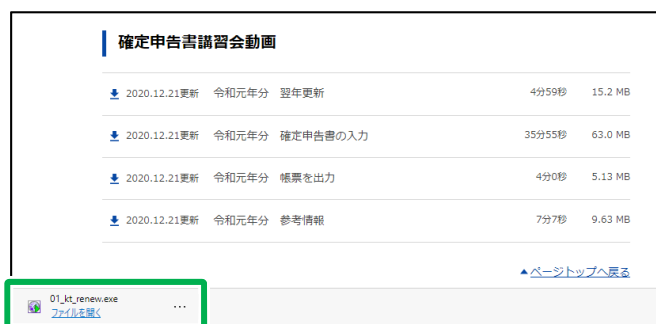 確定申告書講習会動画
2020.12.21更新 令和元年分 翌年更新 4分59秒 15.2 MB
2020.12.21更新 令和元年分 確定申告書の入力 35分55秒 63.0 MB
2020.12.21更新 令和元年分 帳票を出力 4分0秒 5.13 MB
2020.12.21更新 令和元年分 参考情報 7分7秒 9.63 MB
▲ページトップへ戻る
01_kt_renew.exe
ファイルを開く ...